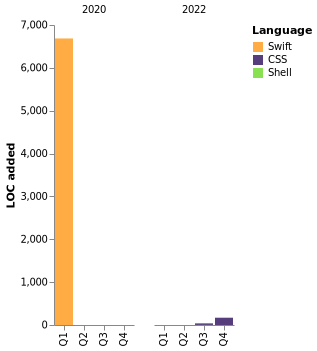 2020 2022
Language
Swift
CSS
Shell
LOC added
7,000
6,000
5,000
4,000
3,000
2,000
1,000
0
Q1 Q2 Q3 Q4 Q1 Q2 Q3 Q4